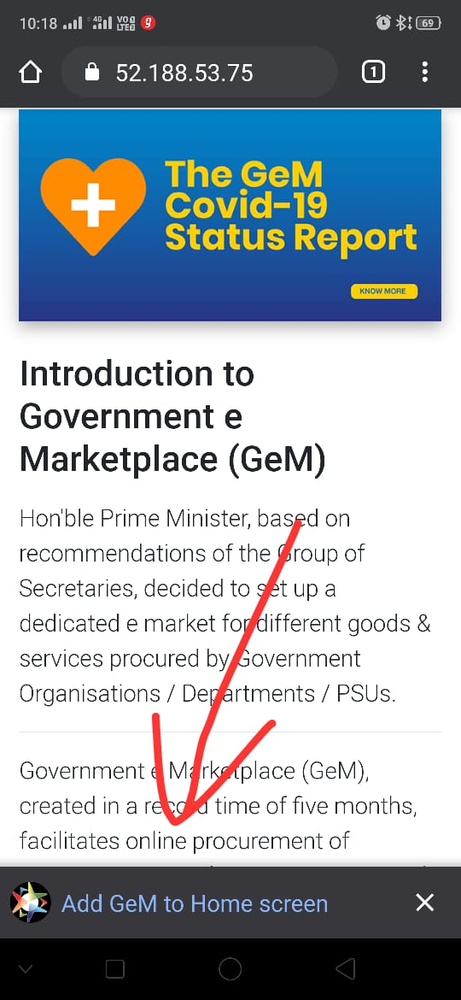 10:18 4G VoD LTED g 69
52.188.53.75 1
The GeM
Covid-19
Status Report
KNOW MORE
Introduction to
Government e
Marketplace (GeM)
Hon'ble Prime Minister, based on
recommendations of the Group of
Secretaries, decided to set up a
dedicated e market for different goods &
services procured by Government
Organisations / Departments / PSUs.
Government e Marketplace (GeM),
created in a record time of five months,
facilitates online procurement of
Add GeM to Home screen